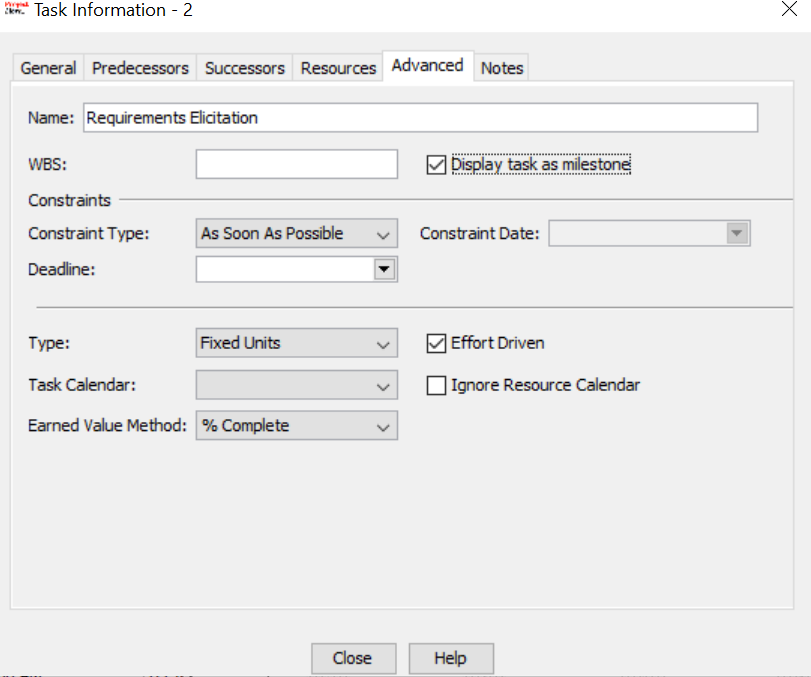 Task Information - 2
General Predecessors Successors Resources Advanced Notes
Name: Requirements Elicitation
WBS: Display task as milestone
Constraints
Constraint Type: As Soon As Possible Constraint Date:
Deadline:
Type: Fixed Units Effort Driven
Task Calendar: Ignore Resource Calendar
Earned Value Method: % Complete
Close Help